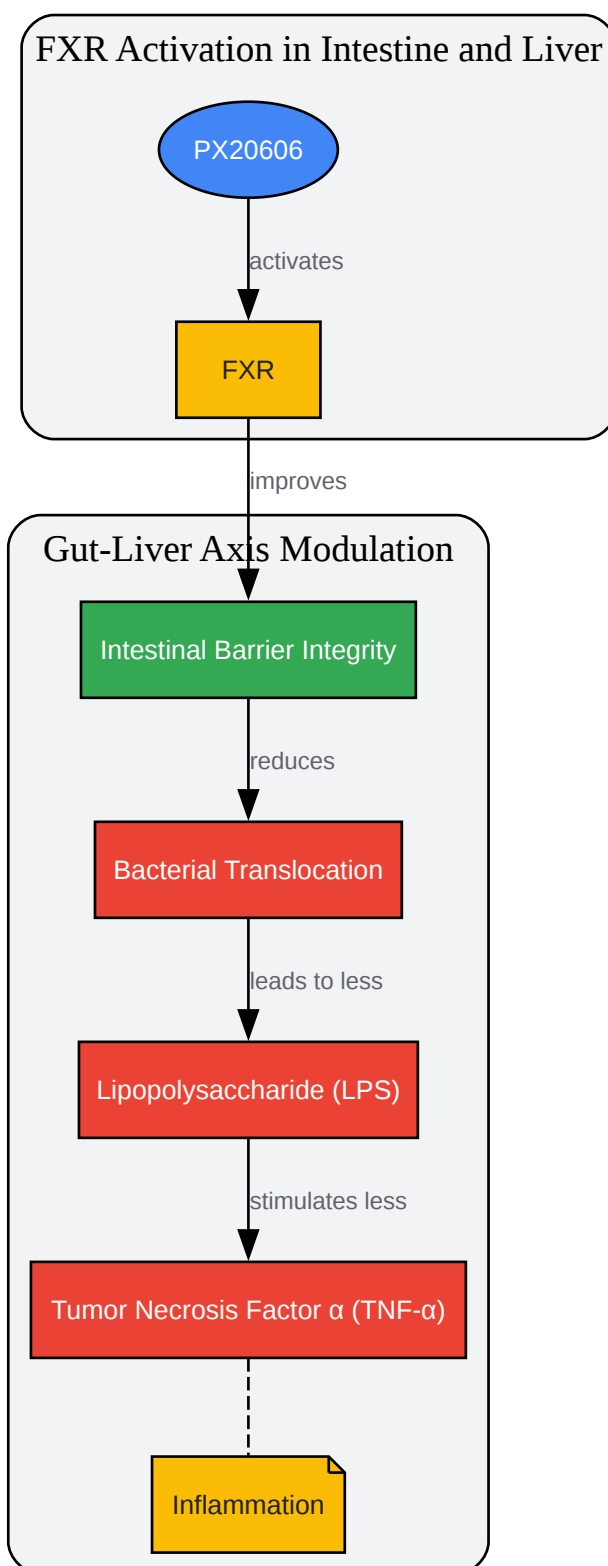 FXR Activation in Intestine and Liver
PX20606
activates
FXR
improves
Gut-Liver Axis Modulation
Intestinal Barrier Integrity
reduces
Bacterial Translocation
leads to less
Lipopolysaccharide (LPS)
stimulates less
Tumor Necrosis Factor α (TNF-α)
Inflammation